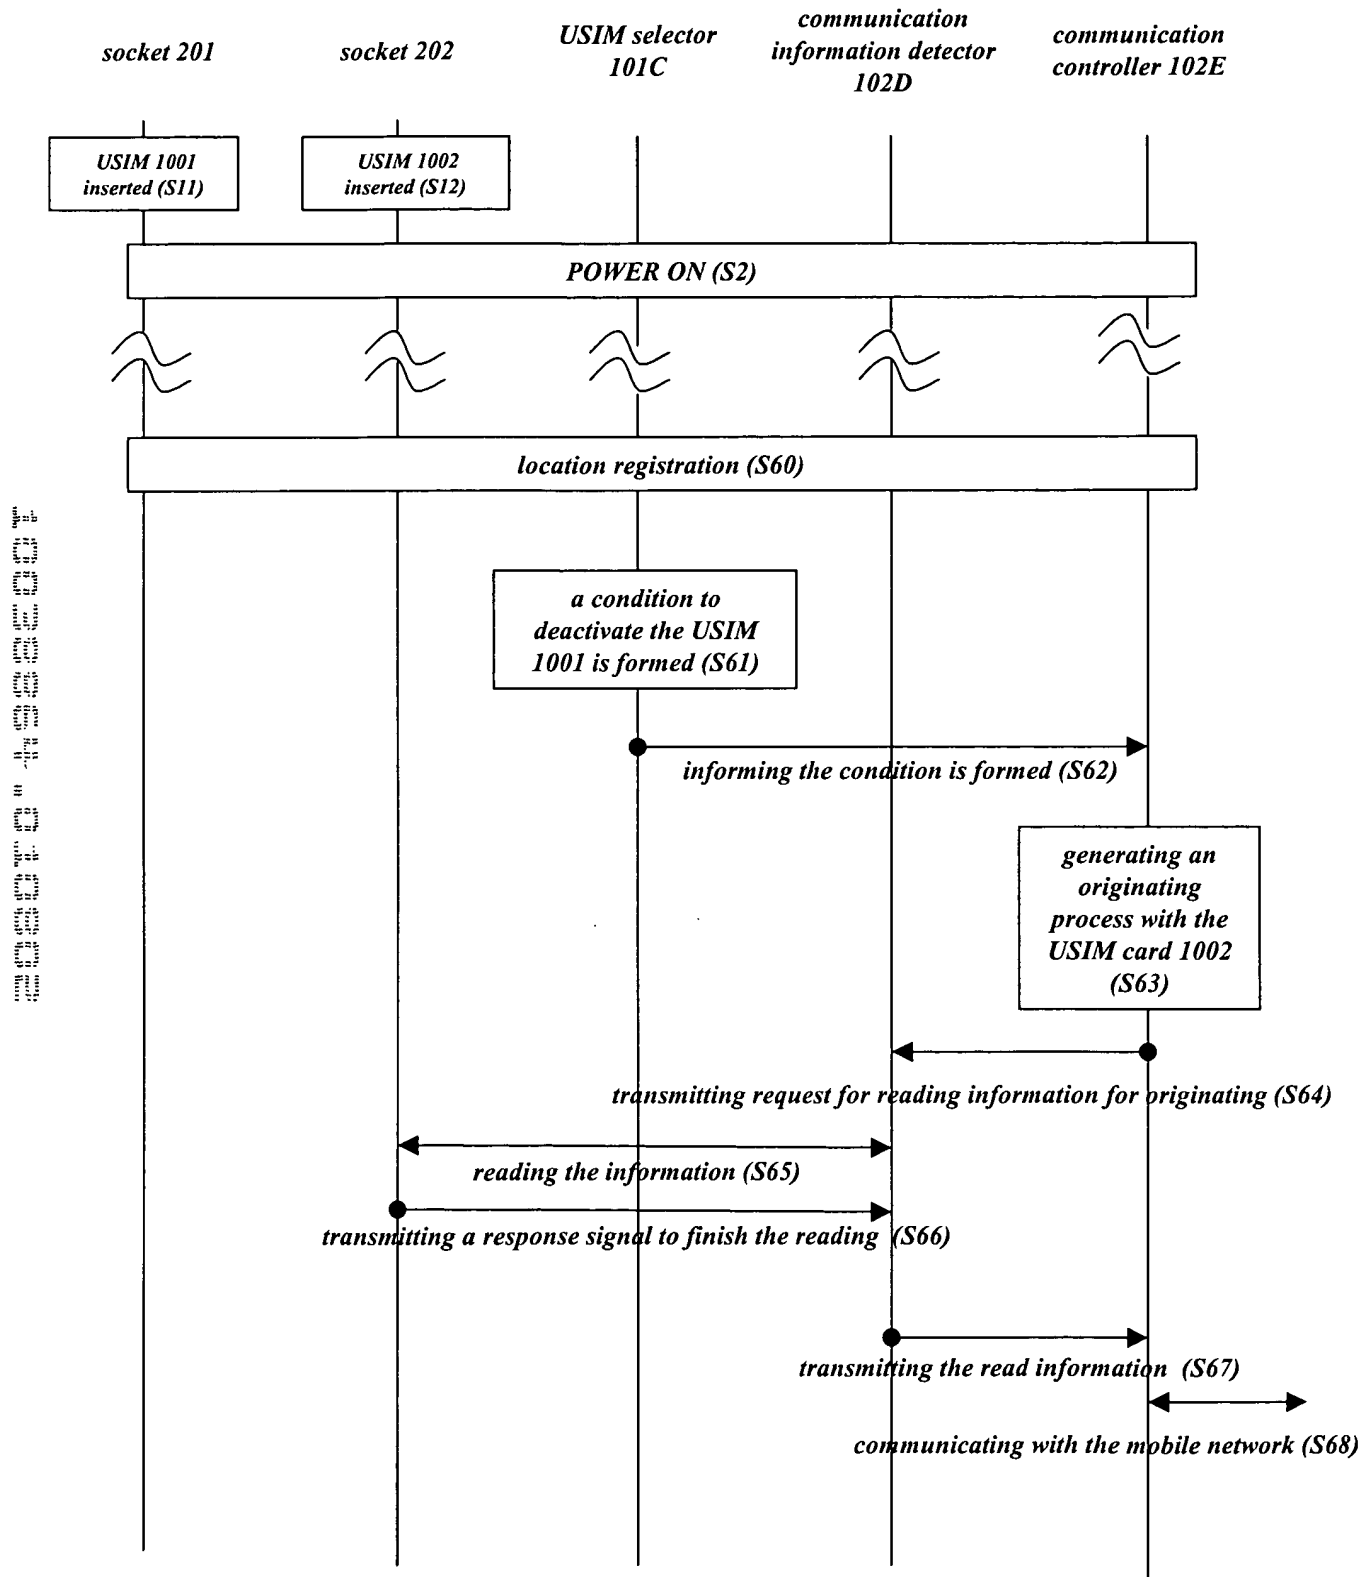 socket 201
socket 202
USIM selector
101C
communication
information detector
102D
communication
controller 102E
USIM 1001
inserted (S11)
USIM 1002
inserted (S12)
POWER ON (S2)
location registration (S60)
a condition to
deactivate the USIM
1001 is formed (S61)
informing the condition is formed (S62)
generating an
originating
process with the
USIM card 1002
(S63)
transmitting request for reading information for originating (S64)
reading the information (S65)
transmitting a response signal to finish the reading (S66)
transmitting the read information (S67)
communicating with the mobile network (S68)